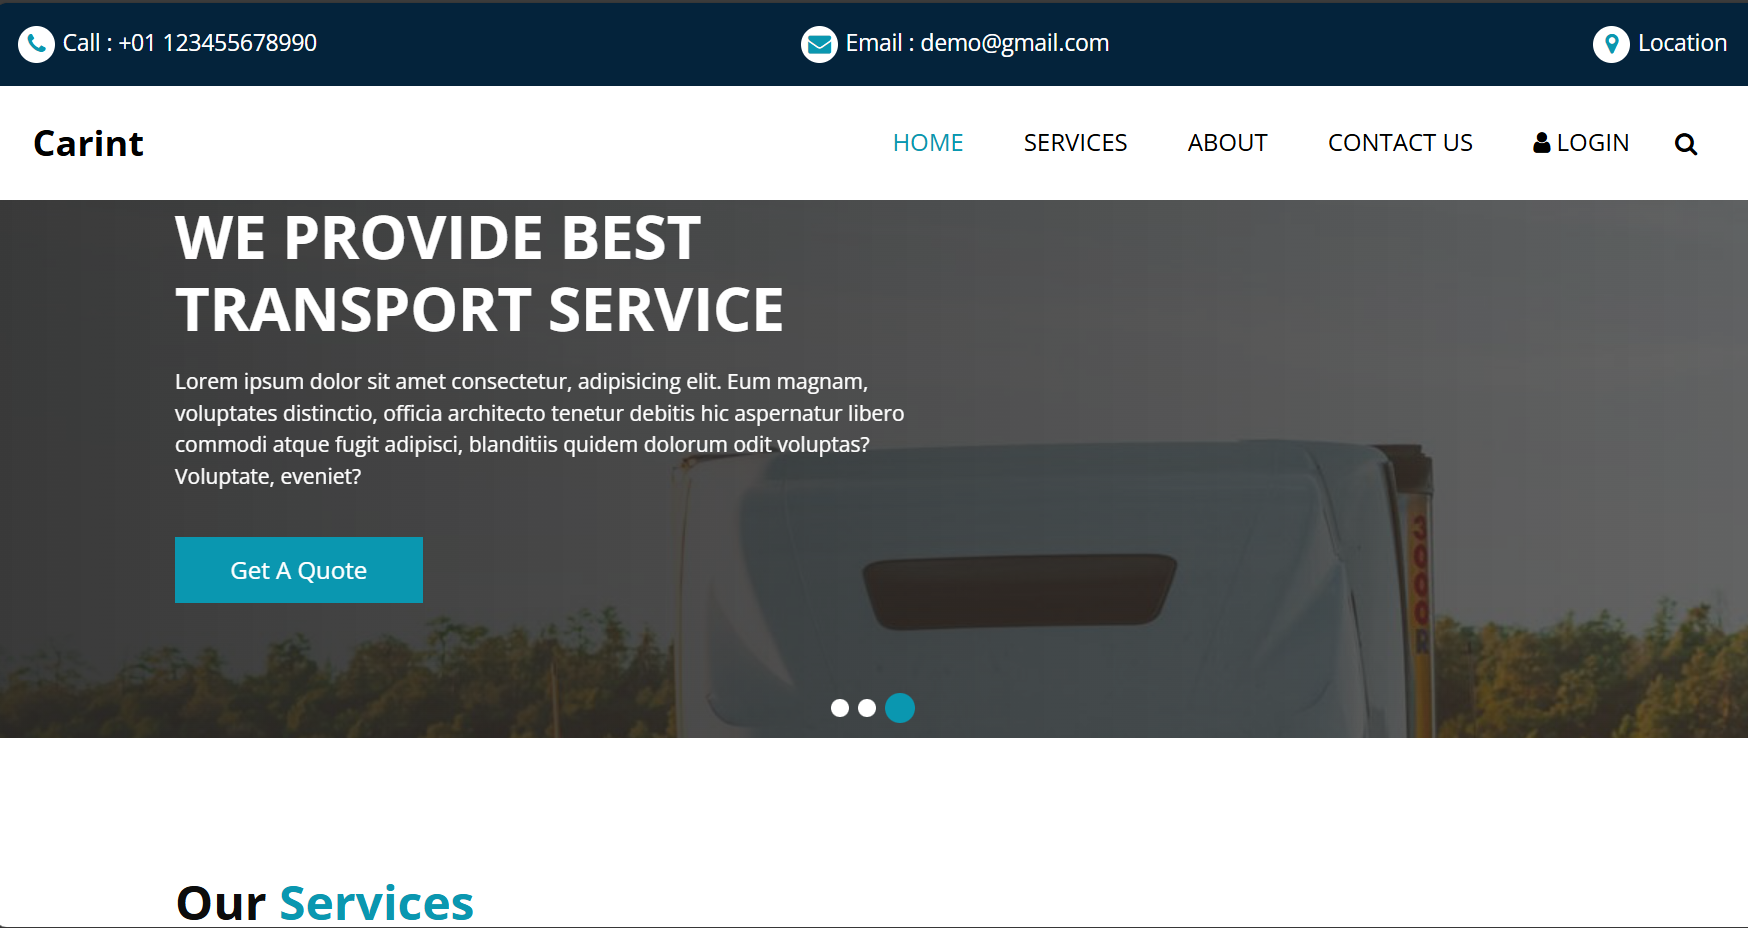 Call : +01 123455678990
Email : demo@gmail.com
Location
Carint
HOME
SERVICES
ABOUT
CONTACT US
LOGIN
WE PROVIDE BEST
TRANSPORT SERVICE
Lorem ipsum dolor sit amet consectetur, adipisicing elit. Eum magnam,
voluptates distinctio, officia architecto tenetur debitis hic aspernatur libero
commodi atque fugit adipisci, blanditiis quidem dolorum odit voluptas?
Voluptate, eveniet?
Get A Quote
3000R
Our Services